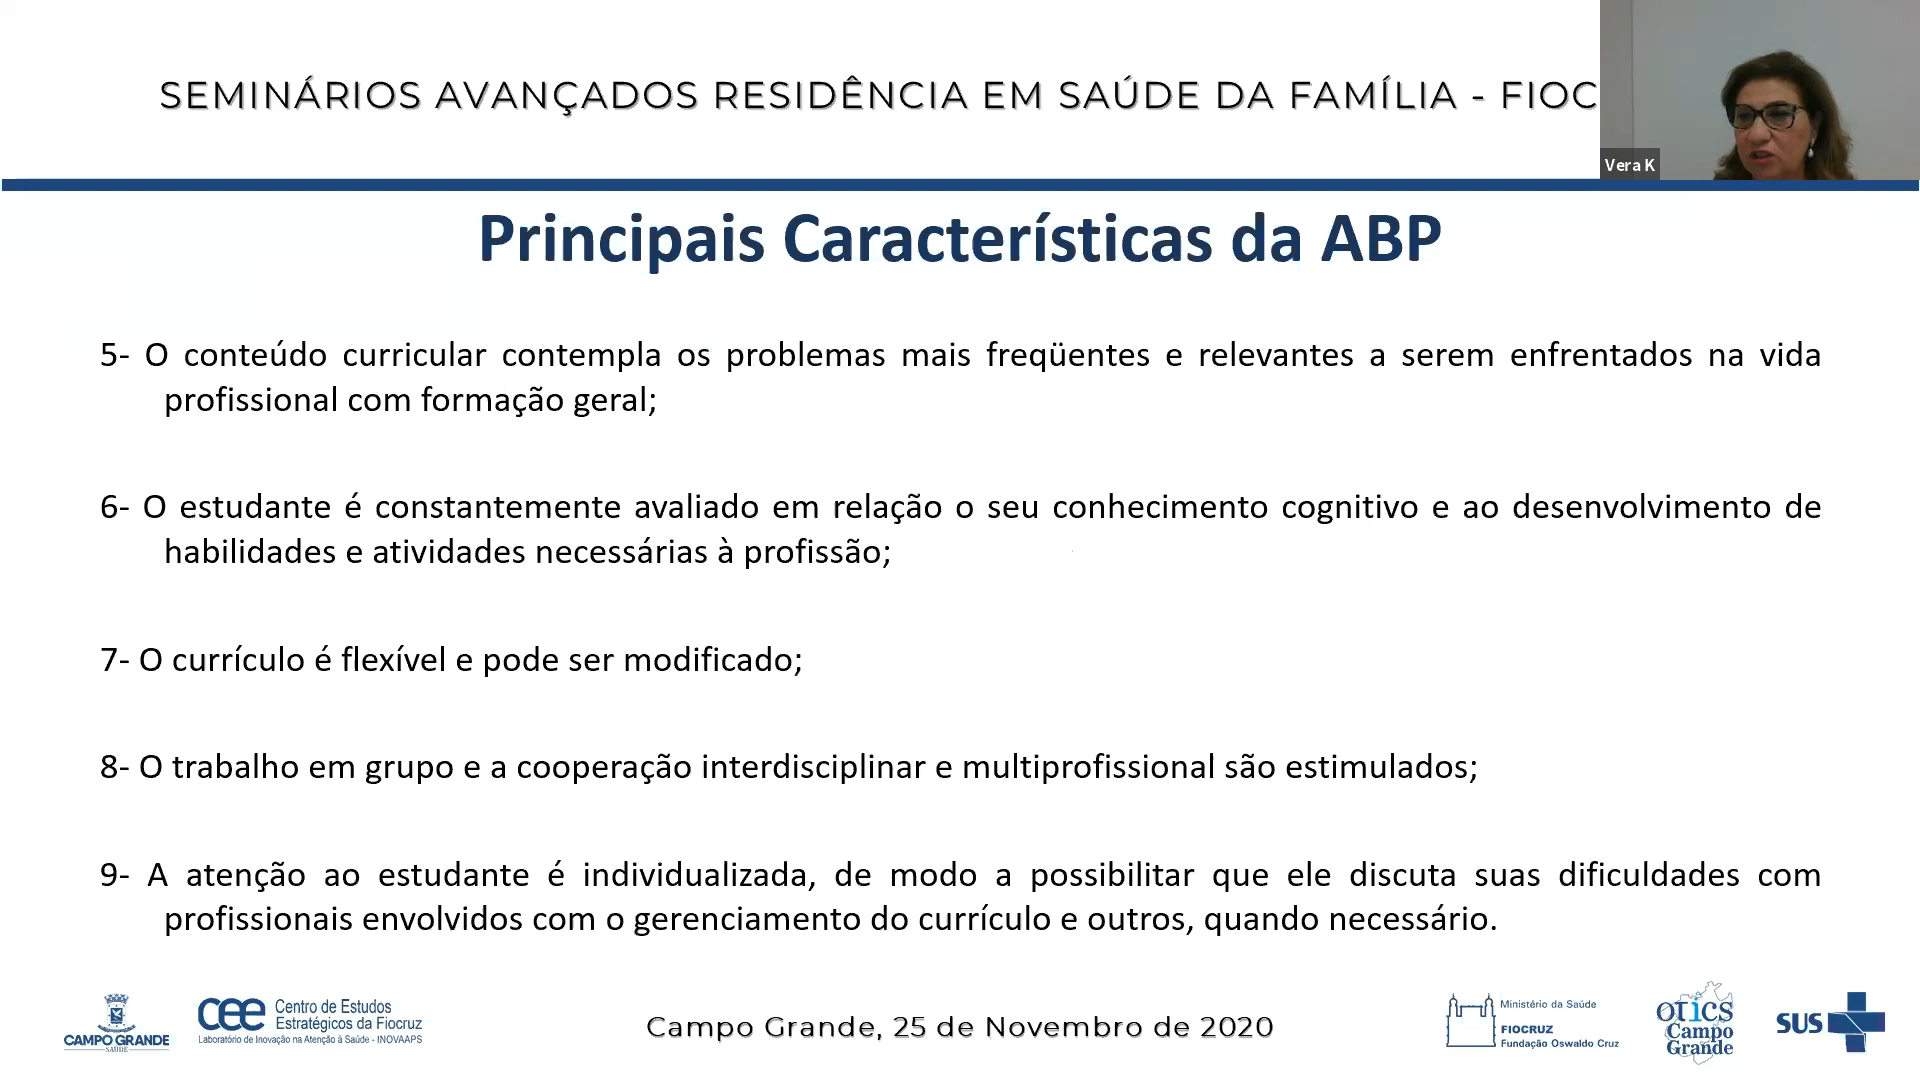 SEMINÁRIOS AVANÇADOS RESIDÊNCIA EM SAÚDE DA FAMÍLIA - FIOC
Vera K
Principais Características da ABP
5- O conteúdo curricular contempla os problemas mais freqüentes e relevantes a serem enfrentados na vida
profissional com formação geral;
6- O estudante é constantemente avaliado em relação o seu conhecimento cognitivo e ao desenvolvimento de
habilidades e atividades necessárias à profissão;
7- O currículo é flexível e pode ser modificado;
8- O trabalho em grupo e a cooperação interdisciplinar e multiprofissional são estimulados;
9- A atenção ao estudante é individualizada, de modo a possibilitar que ele discuta suas dificuldades com
profissionais envolvidos com o gerenciamento do currículo e outros, quando necessário.
CAMPO GRANDE
SAÚDE
cee Centro de Estudos
Estratégicos da Fiocruz
Laboratório de Inovação na Atenção à Saúde - INOVAAPS
Campo Grande, 25 de Novembro de 2020
Ministério da Saúde
FIOCRUZ
Fundação Oswaldo Cruz
OTICS
Campo
Grande
SUS